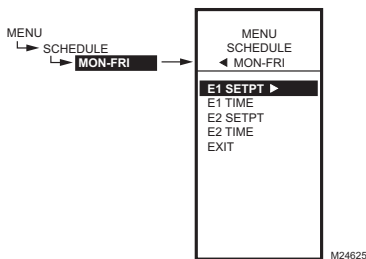 MENU
SCHEDULE
MON-FRI
MENU
SCHEDULE
◄ MON-FRI
E1 SETPT ►
E1 TIME
E2 SETPT
E2 TIME
EXIT
M24625